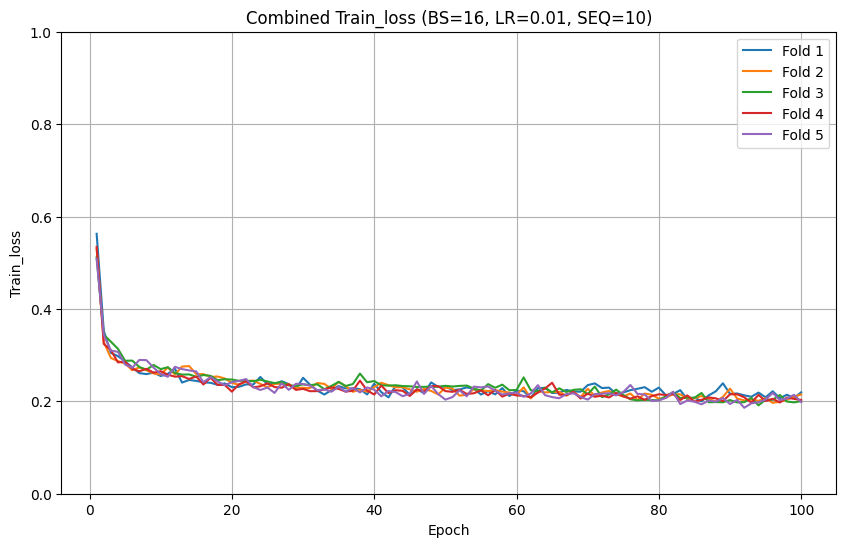 Combined Train_loss (BS=16, LR=0.01, SEQ=10)
1.0
0.8
0.6
0.4
0.2
0.0
Train_loss
Fold 1
Fold 2
Fold 3
Fold 4
Fold 5
0 20 40 60 80 100
Epoch